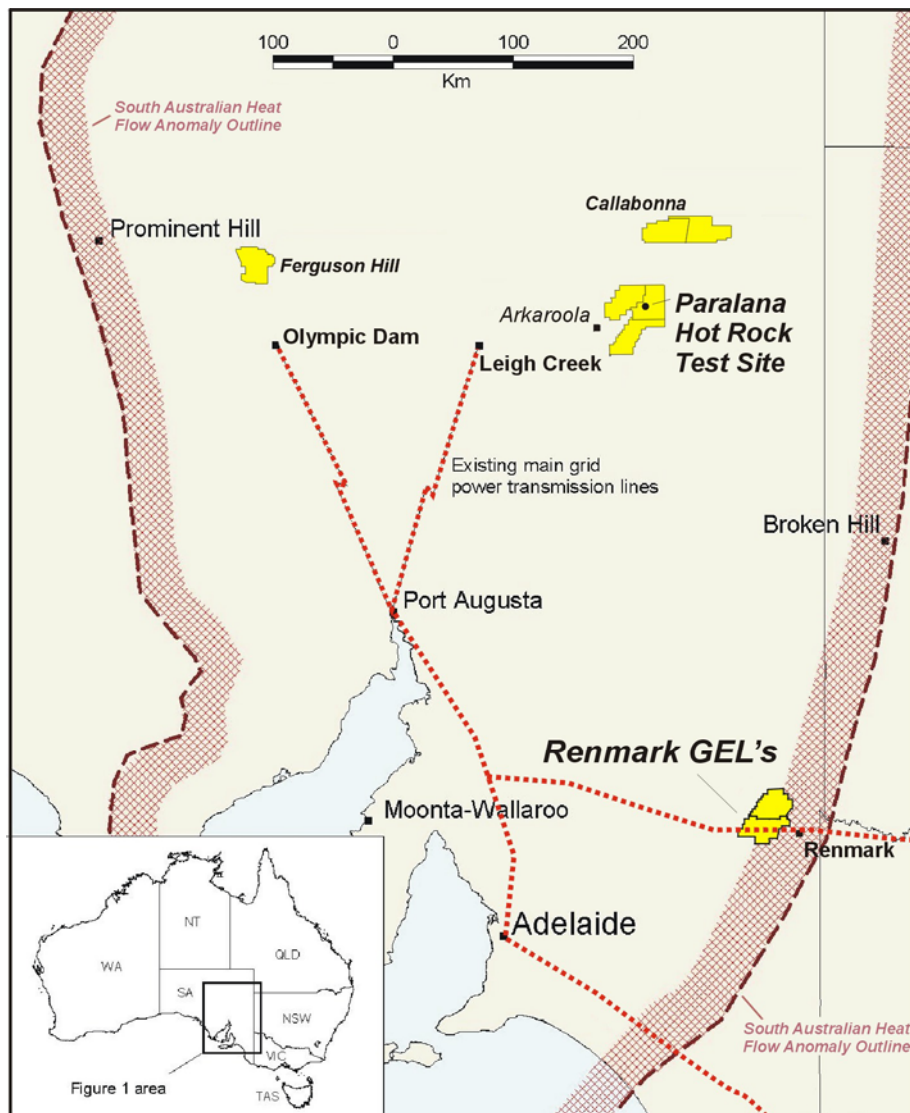 100 0 100 200
Km
South Australian Heat
Flow Anomaly Outline
Callabonna
Prominent Hill
Ferguson Hill
Arkaroola
Paralana
Hot Rock
Test Site
Olympic Dam
Leigh Creek
Existing main grid
power transmission lines
Broken Hill
Port Augusta
Renmark GEL's
Moonta-Wallaroo
Renmark
Adelaide
South Australian Heat
Flow Anomaly Outline
NT
QLD
WA
SA
NSW
VIC
Figure 1 area
TAS